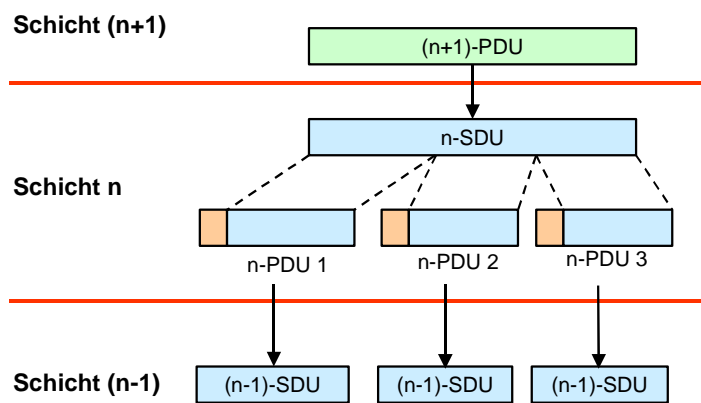 Schicht (n+1)
(n+1)-PDU
n-SDU
Schicht n
n-PDU 1
n-PDU 2
n-PDU 3
Schicht (n-1)
(n-1)-SDU
(n-1)-SDU
(n-1)-SDU